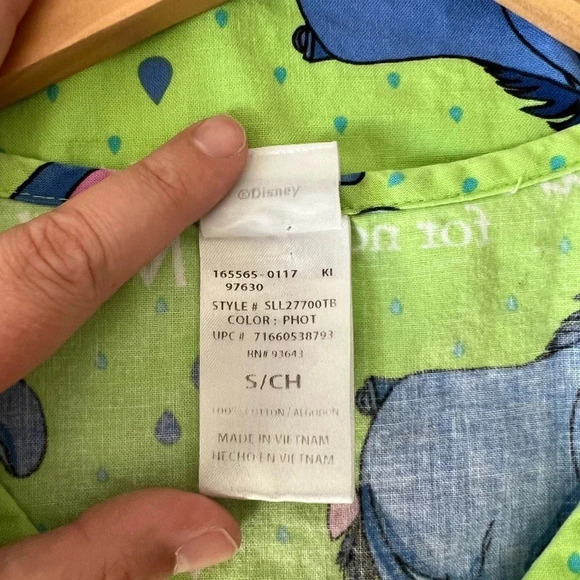 ©Disney
165565-0117 KI
97630
STYLE # SLL27700TB
COLOR: PHOT
UPC # 71660538793
RN# 93643
S/CH
100% COTTON/ALGODON
MADE IN VIETNAM
HECHO EN VIETNAM
for no